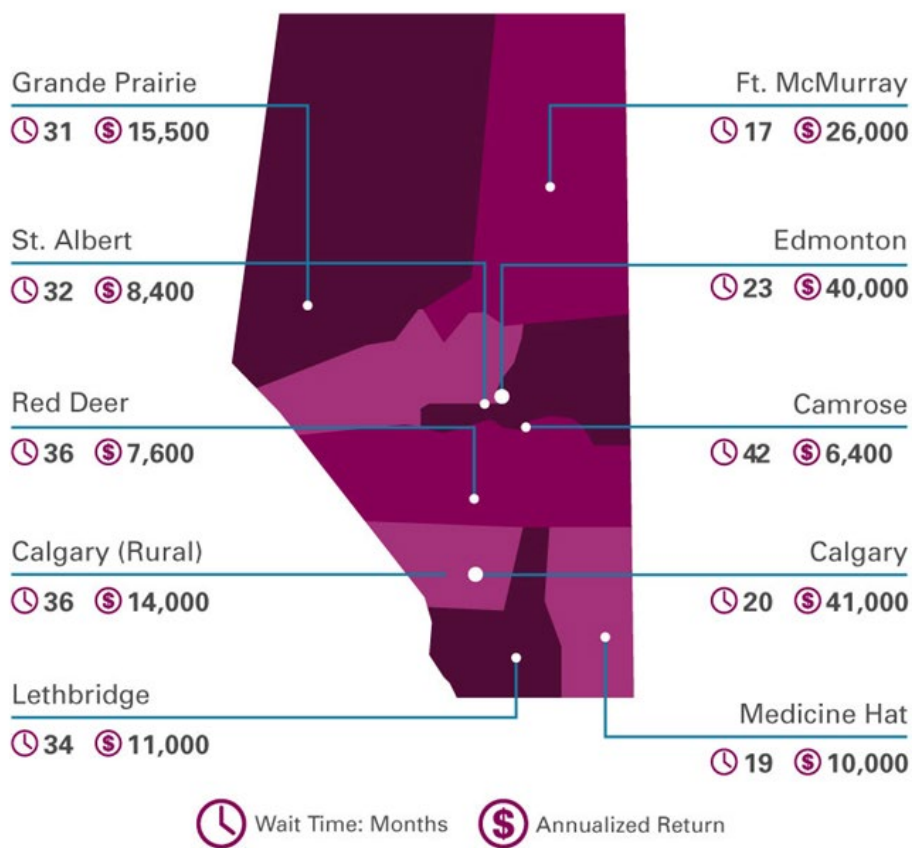 Grande Prairie
31 $ 15,500
Ft. McMurray
17 $ 26,000
St. Albert
32 $ 8,400
Edmonton
23 $ 40,000
Red Deer
36 $ 7,600
Camrose
42 $ 6,400
Calgary (Rural)
36 $ 14,000
Calgary
20 $ 41,000
Lethbridge
34 $ 11,000
Medicine Hat
19 $ 10,000
Wait Time: Months
$ Annualized Return